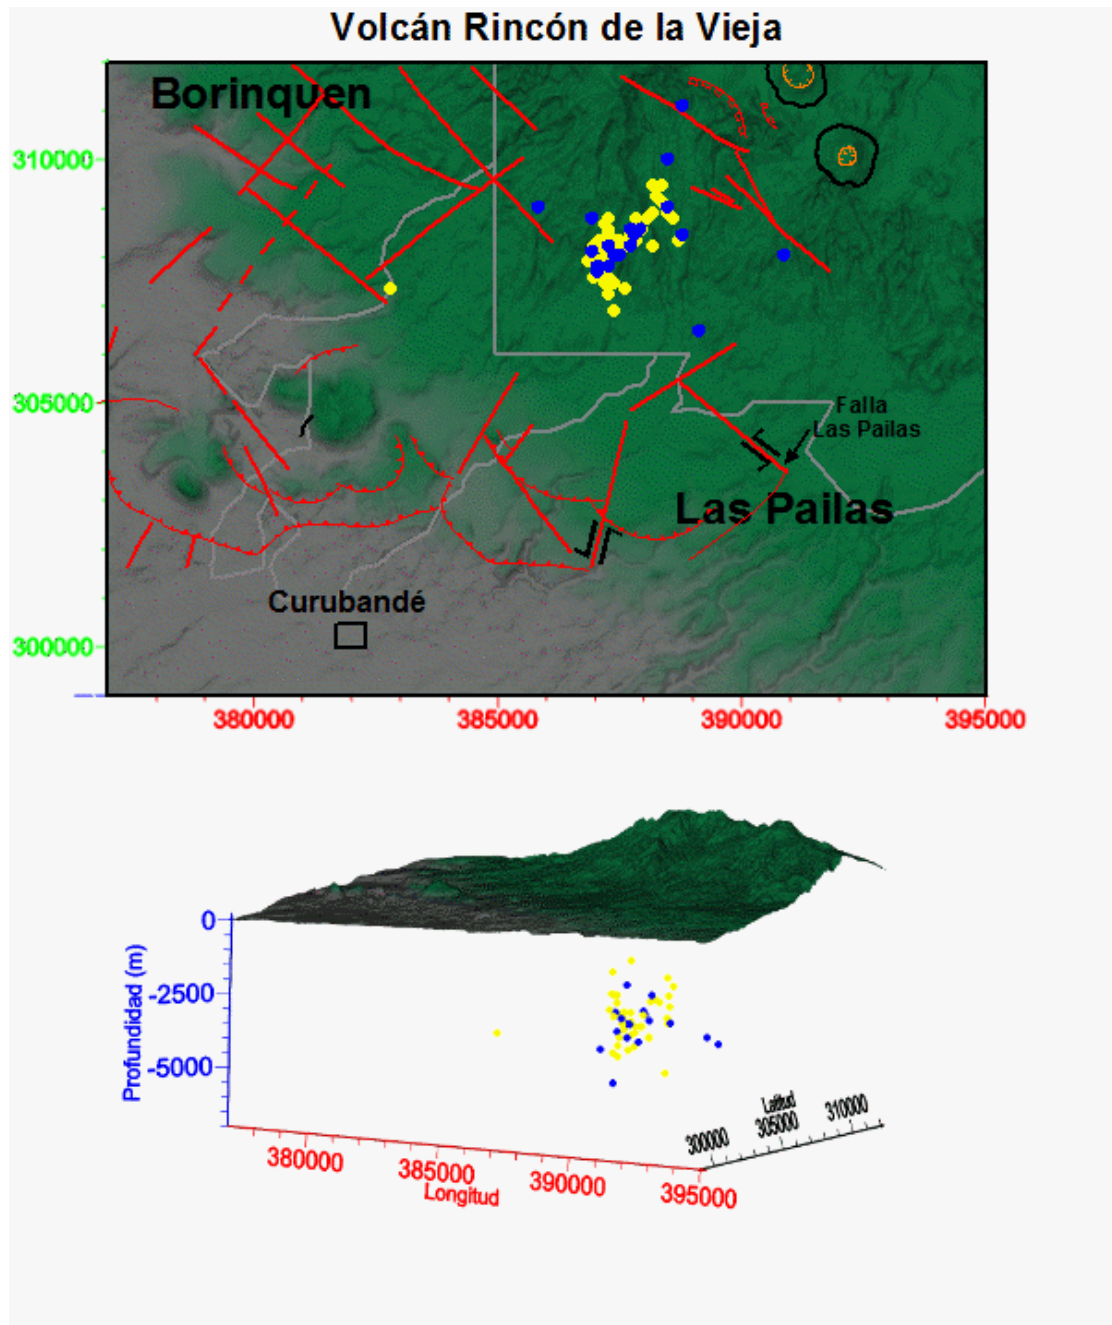 Volcán Rincón de la Vieja
Borinquen
310000
305000
Falla
Las Pailas
Las Pailas
Curubandé
300000
380000
385000
390000
395000
0
-2500
-5000
Profundidad (m)
380000
385000
390000
395000
Longitud
Latitud
300000
305000
310000